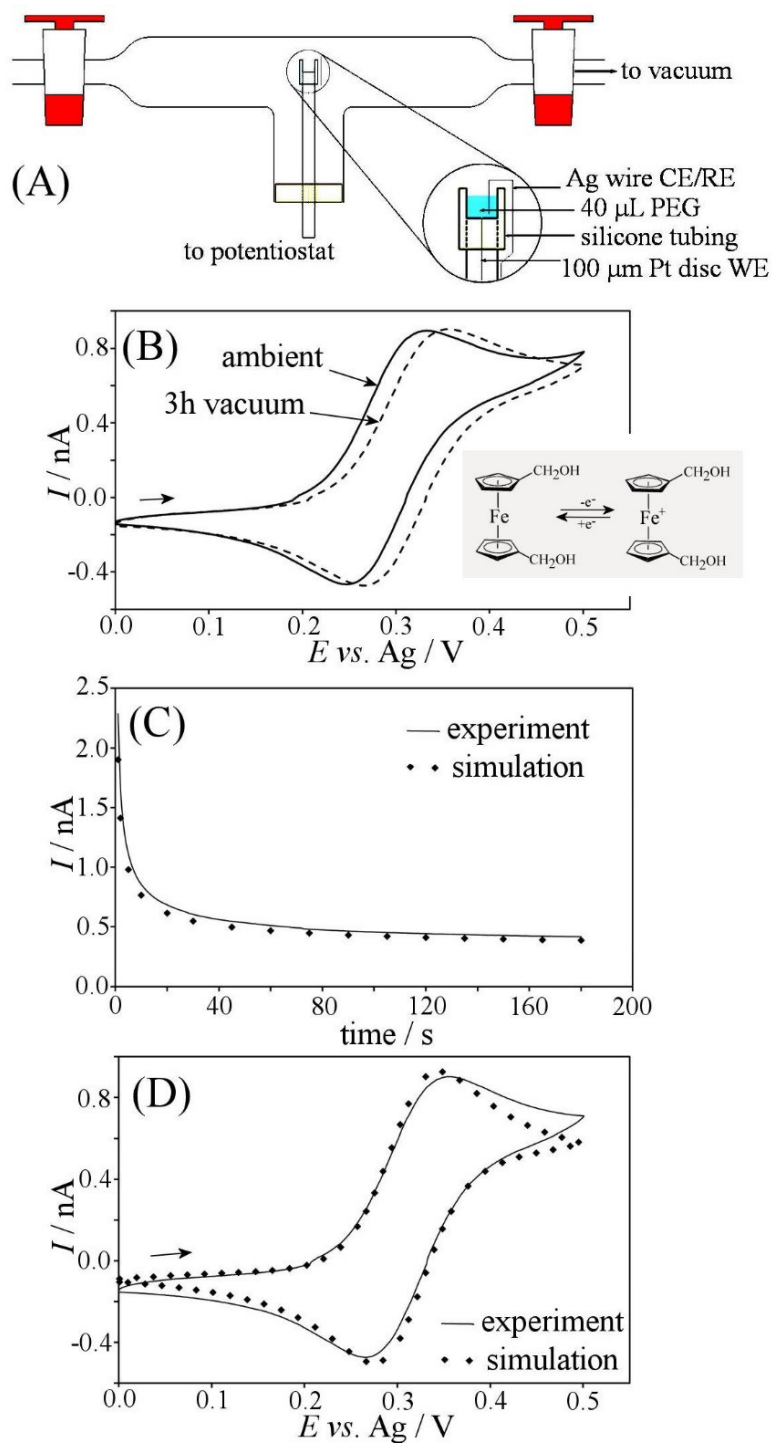 to vacuum
(A)
Ag wire CE/RE
40 μL PEG
silicone tubing
100 μm Pt disc WE
to potentiostat
(B)
ambient
3h vacuum
I / nA
0.8
0.4
0.0
-0.4
0.0 0.1 0.2 0.3 0.4 0.5
E vs. Ag / V
CH₂OH CH₂OH
Fe -e⁻ Fe⁺
+e⁻
CH₂OH CH₂OH
(C)
experiment
simulation
I / nA
2.5
2.0
1.5
1.0
0.5
0.0
0 40 80 120 160 200
time / s
(D)
I / nA
0.8
0.4
0.0
-0.4
experiment
simulation
0.0 0.1 0.2 0.3 0.4 0.5
E vs. Ag / V